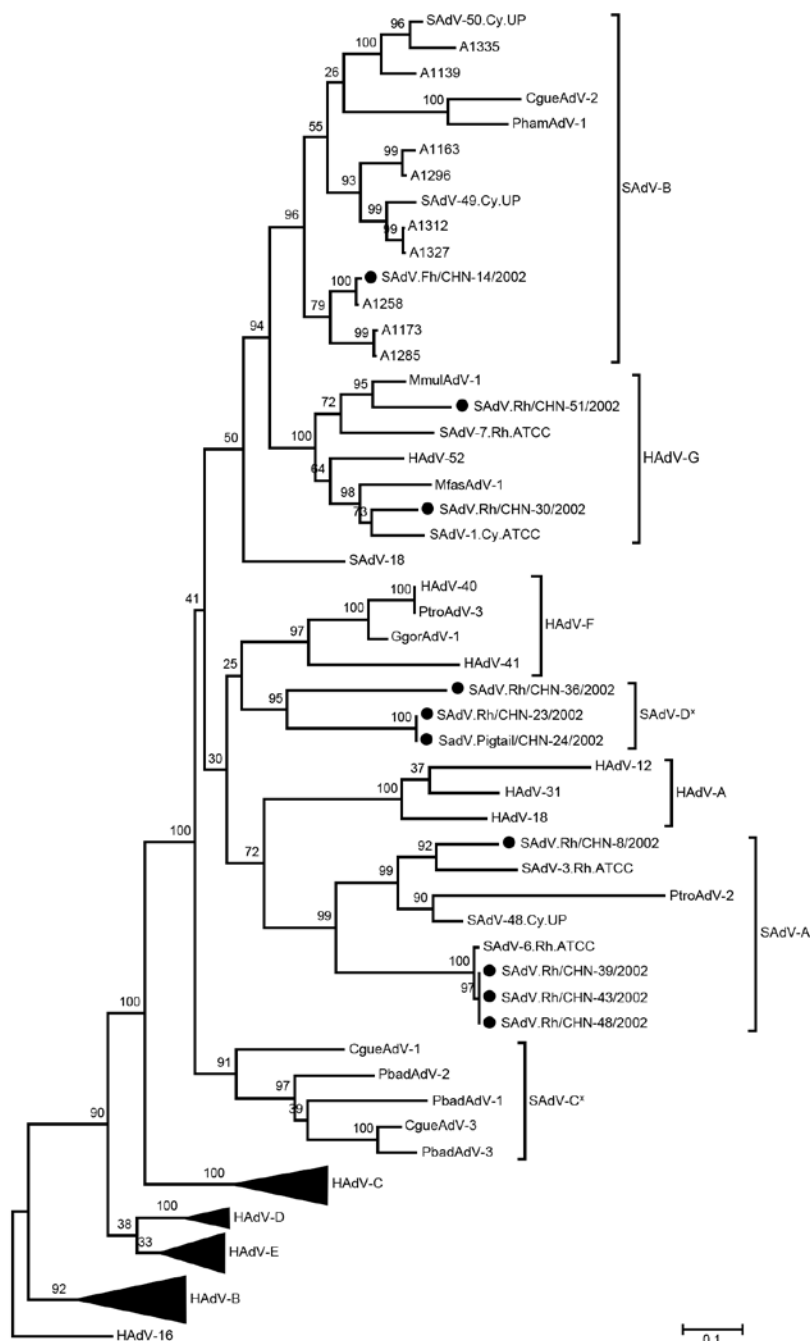 96
SAdV-50.Cy.UP
100
A1335
A1139
26
100
CgueAdV-2
PhamAdV-1
55
99
A1163
A1296
93
SAdV-49.Cy.UP
99
A1312
99
A1327
SAdV-B
96
100
SAdV.Fh/CHN-14/2002
A1258
79
99
A1173
A1285
94
95
MmulAdV-1
72
SAdV.Rh/CHN-51/2002
SAdV-7.Rh.ATCC
100
HAdV-52
64
98
MfasAdV-1
73
SAdV.Rh/CHN-30/2002
SAdV-1.Cy.ATCC
HAdV-G
50
SAdV-18
41
100
HAdV-40
PtroAdV-3
100
GgorAdV-1
97
HAdV-41
HAdV-F
25
95
SAdV.Rh/CHN-36/2002
100
SAdV.Rh/CHN-23/2002
SadV.Pigtail/CHN-24/2002
SAdV-Dx
30
37
HAdV-12
100
HAdV-31
HAdV-18
HAdV-A
72
92
SAdV.Rh/CHN-8/2002
99
SAdV-3.Rh.ATCC
90
PtroAdV-2
SAdV-48.Cy.UP
99
SAdV-6.Rh.ATCC
100
SAdV.Rh/CHN-39/2002
97
SAdV.Rh/CHN-43/2002
SAdV.Rh/CHN-48/2002
SAdV-A
100
91
CgueAdV-1
97
PbadAdV-2
39
PbadAdV-1
100
CgueAdV-3
PbadAdV-3
SAdV-Cx
100
100
HAdV-C
90
100
HAdV-D
38
33
HAdV-E
92
HAdV-B
HAdV-16
0.1